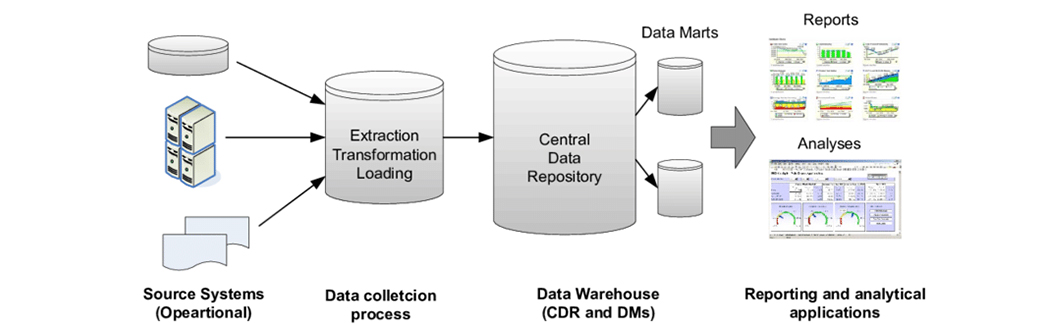 Reports
Data Marts
Extraction
Transformation
Loading
Central
Data
Repository
Analyses
Source Systems
(Opeartional)
Data colletcion
process
Data Warehouse
(CDR and DMs)
Reporting and analytical
applications